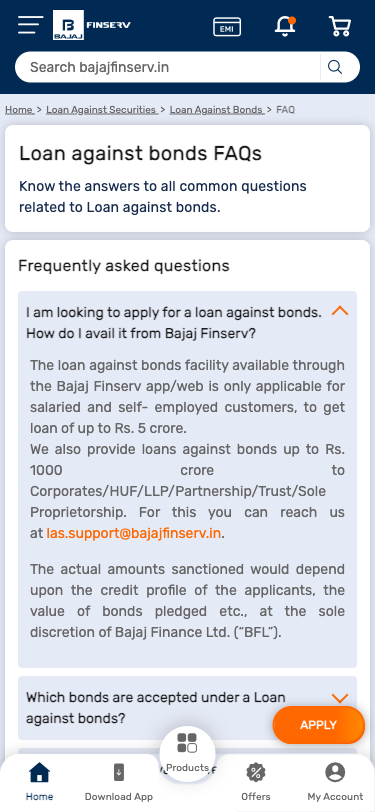 BAJAJ
FINSERV
EMI
Search bajajfinserv.in
Home > Loan Against Securities > Loan Against Bonds > FAQ
Loan against bonds FAQs
Know the answers to all common questions
related to Loan against bonds.
Frequently asked questions
I am looking to apply for a loan against bonds.
How do I avail it from Bajaj Finserv?
The loan against bonds facility available through
the Bajaj Finserv app/web is only applicable for
salaried and self- employed customers, to get
loan of up to Rs. 5 crore.
We also provide loans against bonds up to Rs.
1000 crore to
Corporates/HUF/LLP/Partnership/Trust/Sole
Proprietorship. For this you can reach us
at las.support@bajajfinserv.in.
The actual amounts sanctioned would depend
upon the credit profile of the applicants, the
value of bonds pledged etc., at the sole
discretion of Bajaj Finance Ltd. (“BFL”).
Which bonds are accepted under a Loan
against bonds?
APPLY
Home
Download App
Products
Offers
My Account